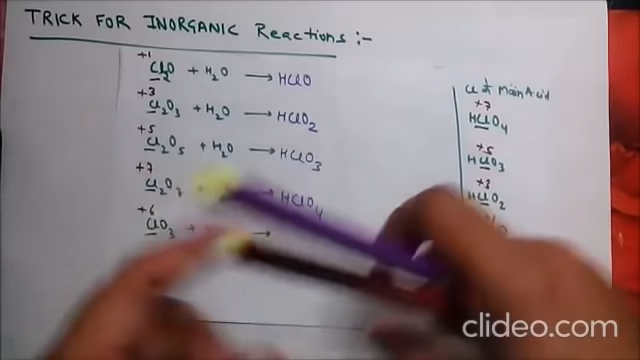 TRICK FOR INORGANIC Reactions :-
+1
Cl2O + H2O → HClO
+3
Cl2O3 + H2O → HClO2
+5
Cl2O5 + H2O → HClO3
+7
Cl2O7 → HClO4
+6
ClO3 + →
Cl Main Acid
+7
HClO4
+5
HClO3
+3
HClO2
clideo.com